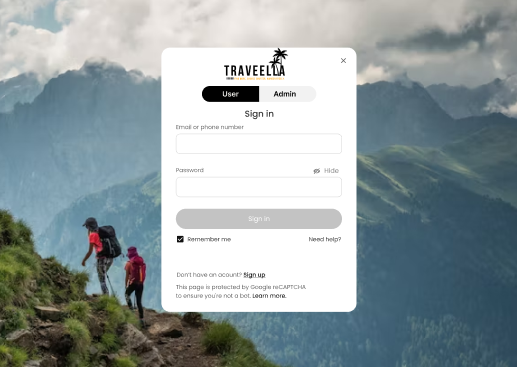 TRAVEELLA
User Admin
Sign in
Email or phone number
Password Hide
Sign in
Remember me Need help?
Don't have an acount? Sign up
This page is protected by Google reCAPTCHA
to ensure you're not a bot. Learn more.